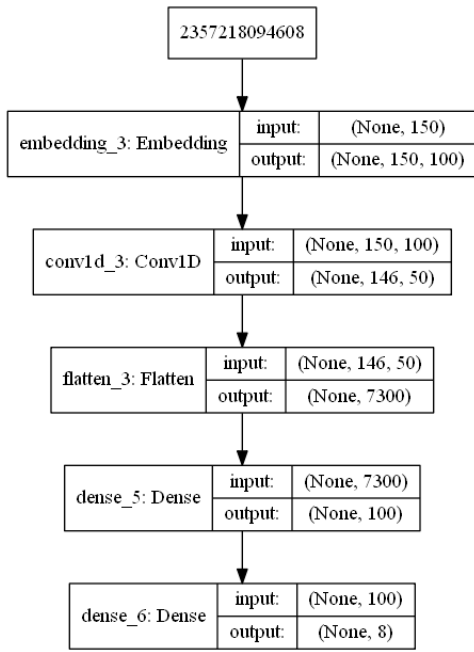 2357218094608
embedding_3: Embedding
input:
(None, 150)
output:
(None, 150, 100)
conv1d_3: Conv1D
input:
(None, 150, 100)
output:
(None, 146, 50)
flatten_3: Flatten
input:
(None, 146, 50)
output:
(None, 7300)
dense_5: Dense
input:
(None, 7300)
output:
(None, 100)
dense_6: Dense
input:
(None, 100)
output:
(None, 8)